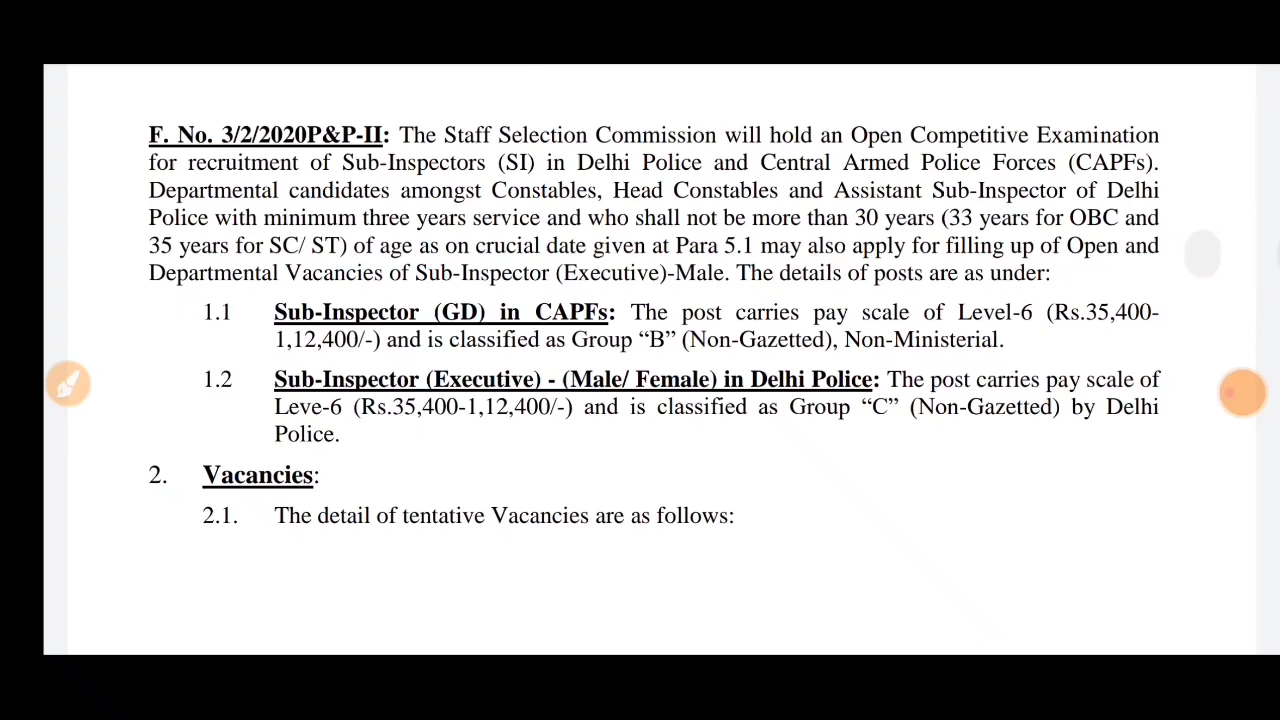 F. No. 3/2/2020P&P-II: The Staff Selection Commission will hold an Open Competitive Examination
for recruitment of Sub-Inspectors (SI) in Delhi Police and Central Armed Police Forces (CAPFs).
Departmental candidates amongst Constables, Head Constables and Assistant Sub-Inspector of Delhi
Police with minimum three years service and who shall not be more than 30 years (33 years for OBC and
35 years for SC/ ST) of age as on crucial date given at Para 5.1 may also apply for filling up of Open and
Departmental Vacancies of Sub-Inspector (Executive)-Male. The details of posts are as under:
1.1 Sub-Inspector (GD) in CAPFs: The post carries pay scale of Level-6 (Rs.35,400-
1,12,400/-) and is classified as Group “B” (Non-Gazetted), Non-Ministerial.
1.2 Sub-Inspector (Executive) - (Male/ Female) in Delhi Police: The post carries pay scale of
Leve-6 (Rs.35,400-1,12,400/-) and is classified as Group “C” (Non-Gazetted) by Delhi
Police.
2. Vacancies:
2.1. The detail of tentative Vacancies are as follows: